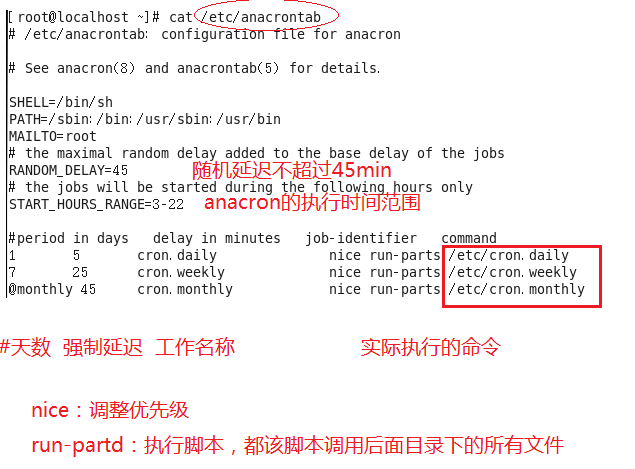 [root@localhost ~]# cat /etc/anacrontab
# /etc/anacrontab: configuration file for anacron
# See anacron(8) and anacrontab(5) for details.
SHELL=/bin/sh
PATH=/sbin:/bin:/usr/sbin:/usr/bin
MAILTO=root
# the maximal random delay added to the base delay of the jobs
RANDOM_DELAY=45 随机延迟不超过45min
# the jobs will be started during the following hours only
START_HOURS_RANGE=3-22 anacron的执行时间范围
#period in days delay in minutes job-identifier command
1 5 cron.daily nice run-parts /etc/cron.daily
7 25 cron.weekly nice run-parts /etc/cron.weekly
@monthly 45 cron.monthly nice run-parts /etc/cron.monthly
#天数 强制延迟 工作名称 实际执行的命令
nice：调整优先级
run-partd：执行脚本，都该脚本调用后面目录下的所有文件